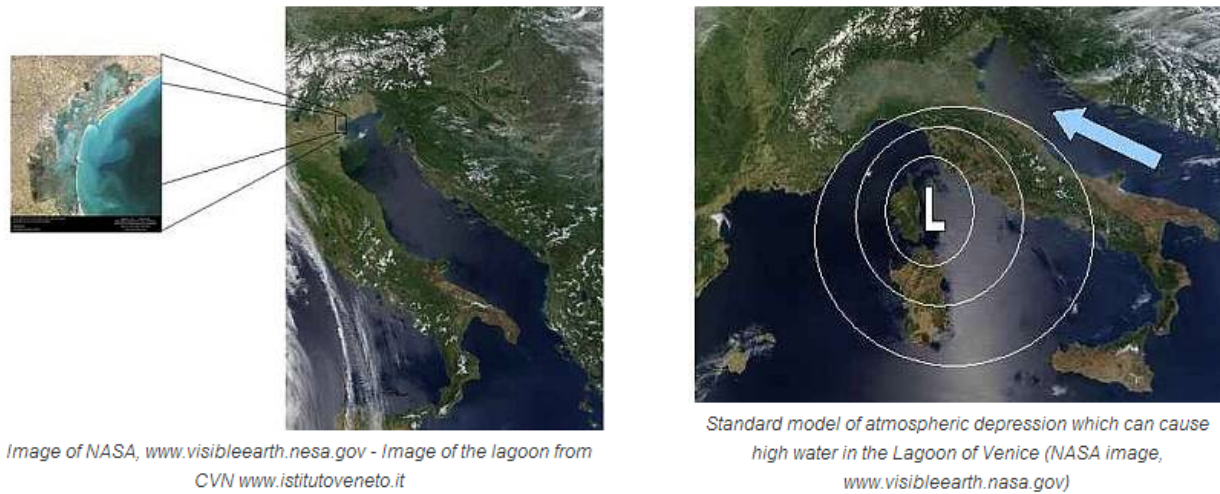 Image of NASA, www.visibleearth.nesa.gov - Image of the lagoon from
CVN www.istitutoveneto.it
L
Standard model of atmospheric depression which can cause
high water in the Lagoon of Venice (NASA image,
www.visibleearth.nasa.gov)